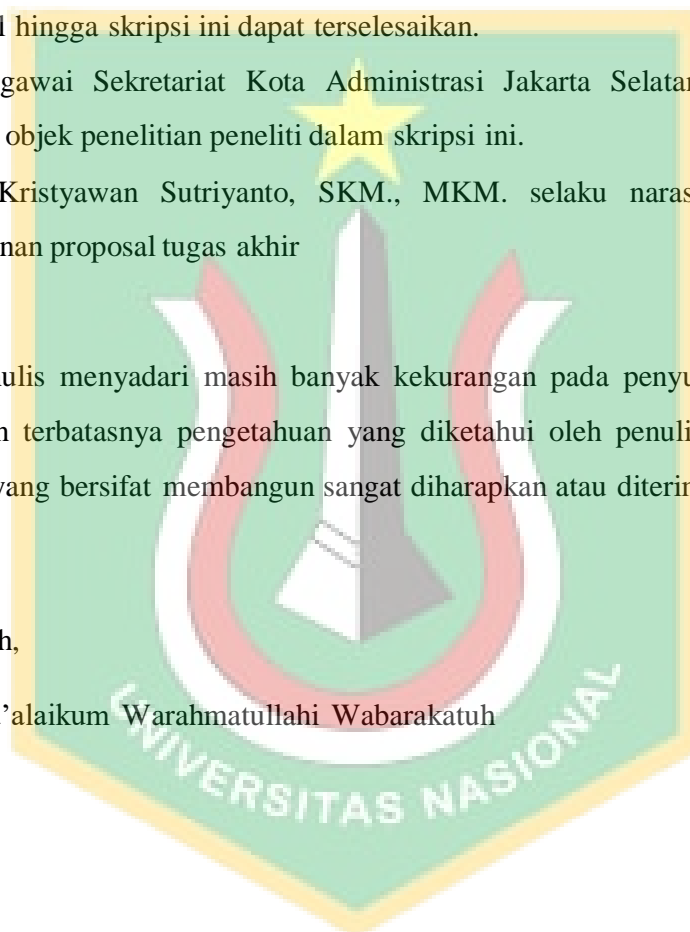 l hingga skripsi ini dapat terselesaikan.
gawai Sekretariat Kota Administrasi Jakarta Selatan
objek penelitian peneliti dalam skripsi ini.
Kristyawan Sutriyanto, SKM., MKM. selaku naras
nan proposal tugas akhir
ulis menyadari masih banyak kekurangan pada penyu
n terbatasnya pengetahuan yang diketahui oleh penuli
yang bersifat membangun sangat diharapkan atau diterin
h,
'alaikum Warahmatullahi Wabarakatuh
UNIVERSITAS NASIONAL